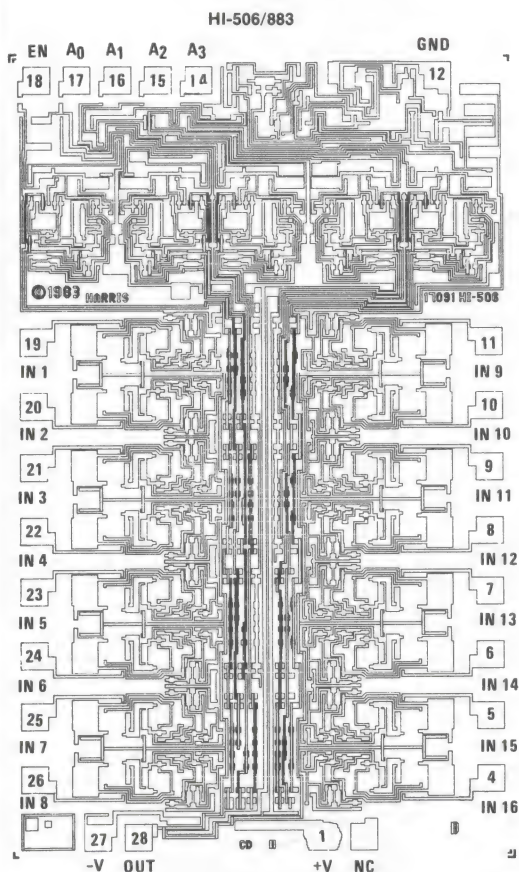 HI-506/883
EN A0 A1 A2 A3 GND
18 17 16 15 14 12
©1983 HARRIS
11091 HI-506
19 11
IN 1 IN 9
20 10
IN 2 IN 10
21 9
IN 3 IN 11
22 8
IN 4 IN 12
23 7
IN 5 IN 13
24 6
IN 6 IN 14
25 5
IN 7 IN 15
26 4
IN 8 IN 16
27 28 CD 1
-V OUT +V NC